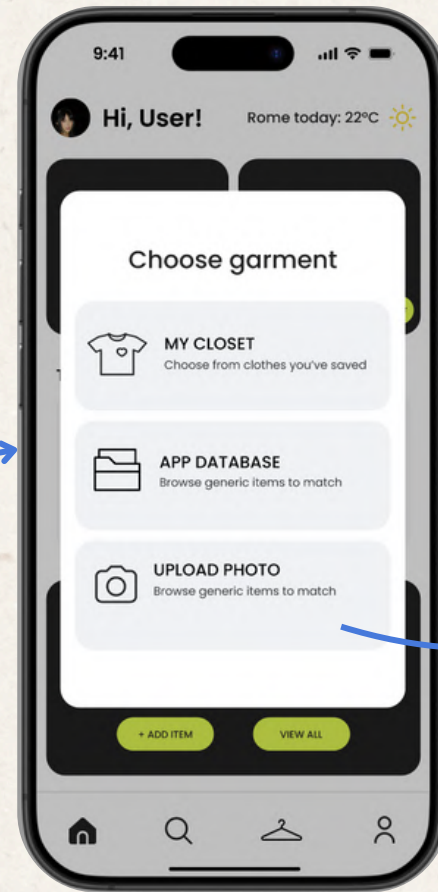 9:41
Hi, User!
Rome today: 22°C
Choose garment
MY CLOSET
Choose from clothes you've saved
APP DATABASE
Browse generic items to match
UPLOAD PHOTO
Browse generic items to match
+ ADD ITEM
VIEW ALL